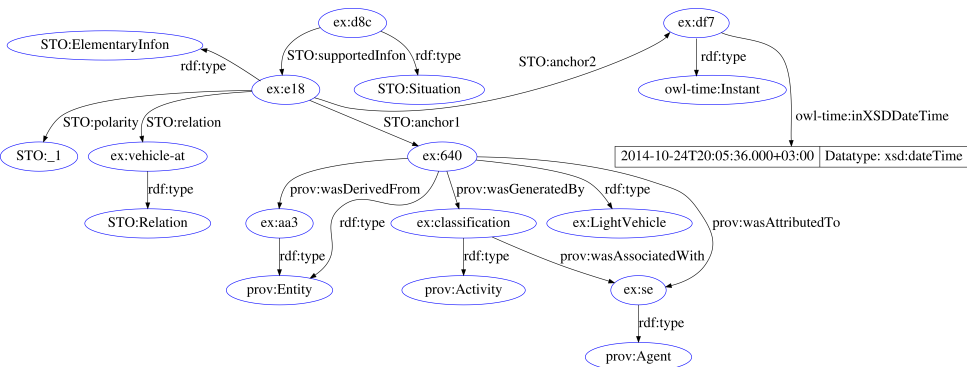 ex:d8c
ex:df7
STO:ElementaryInfon
STO:supportedInfon
rdf:type
rdf:type
rdf:type
STO:anchor2
ex:e18
STO:Situation
owl-time:Instant
owl-time:inXSDDateTime
STO:polarity
STO:relation
STO:anchor1
STO:_1
ex:vehicle-at
ex:640
2014-10-24T20:05:36.000+03:00
Datatype: xsd:dateTime
rdf:type
prov:wasDerivedFrom
prov:wasGeneratedBy
rdf:type
STO:Relation
ex:aa3
rdf:type
ex:classification
ex:LightVehicle
prov:wasAttributedTo
rdf:type
rdf:type
prov:wasAssociatedWith
prov:Entity
prov:Activity
ex:se
rdf:type
prov:Agent